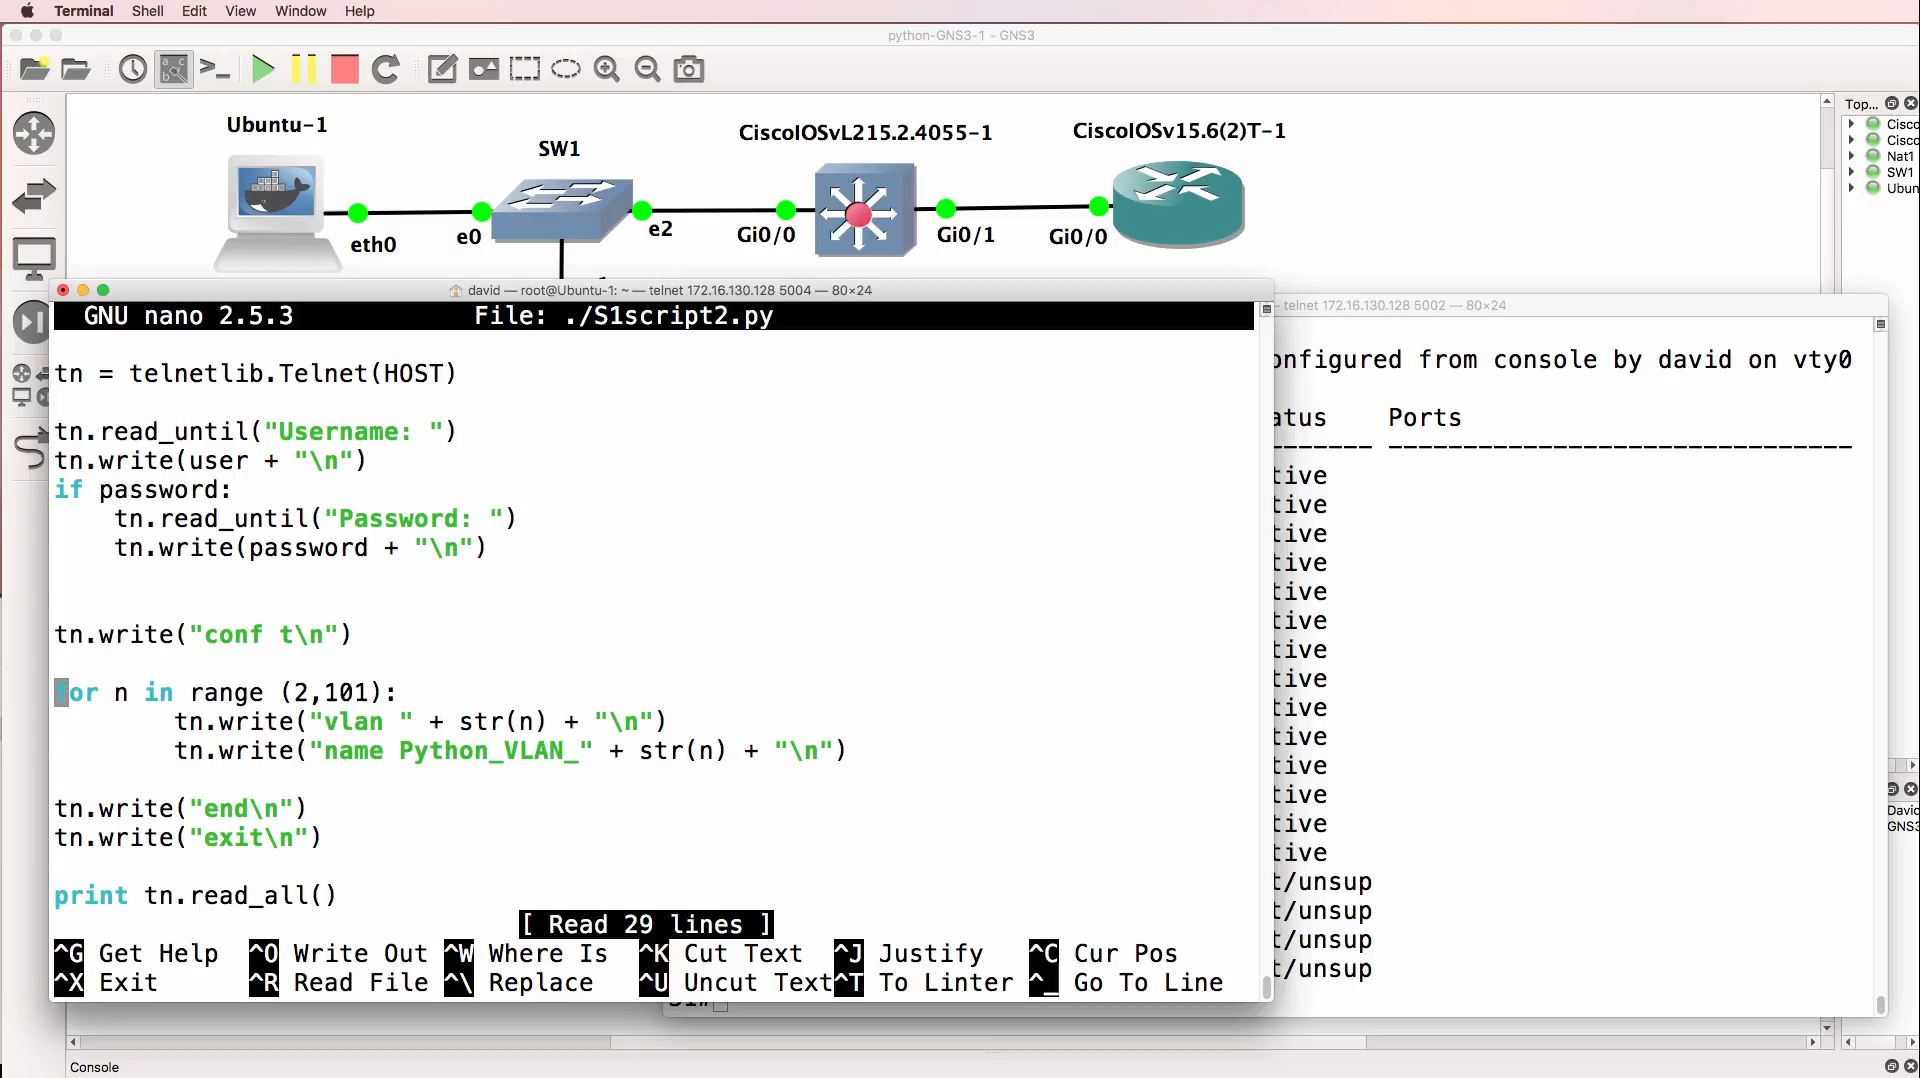 Terminal Shell Edit View Window Help
python-GNS3-1 - GNS3
Ubuntu-1
SW1
CiscoIOSvL215.2.4055-1
CiscoIOSv15.6(2)T-1
eth0
e0
e2
Gi0/0
Gi0/1
Gi0/0
Top...
Cisco
Cisco
Nat1
SW1
Ubun
david — root@Ubuntu-1: ~ — telnet 172.16.130.128 5004 — 80×24
GNU nano 2.5.3 File: ./S1script2.py
tn = telnetlib.Telnet(HOST)
tn.read_until("Username: ")
tn.write(user + "\n")
if password:
    tn.read_until("Password: ")
    tn.write(password + "\n")
tn.write("conf t\n")
for n in range (2,101):
        tn.write("vlan " + str(n) + "\n")
        tn.write("name Python_VLAN_" + str(n) + "\n")
tn.write("end\n")
tn.write("exit\n")
print tn.read_all()
[ Read 29 lines ]
^G Get Help ^O Write Out ^W Where Is ^K Cut Text ^J Justify ^C Cur Pos
^X Exit ^R Read File ^\ Replace ^U Uncut Text ^T To Linter ^_ Go To Line
telnet 172.16.130.128 5002 — 80×24
onfigured from console by david on vty0
atus Ports
------- -------------------------------
tive
tive
tive
tive
tive
tive
tive
tive
tive
tive
tive
tive
tive
tive
t/unsup
t/unsup
t/unsup
t/unsup
David
GNS3
Console